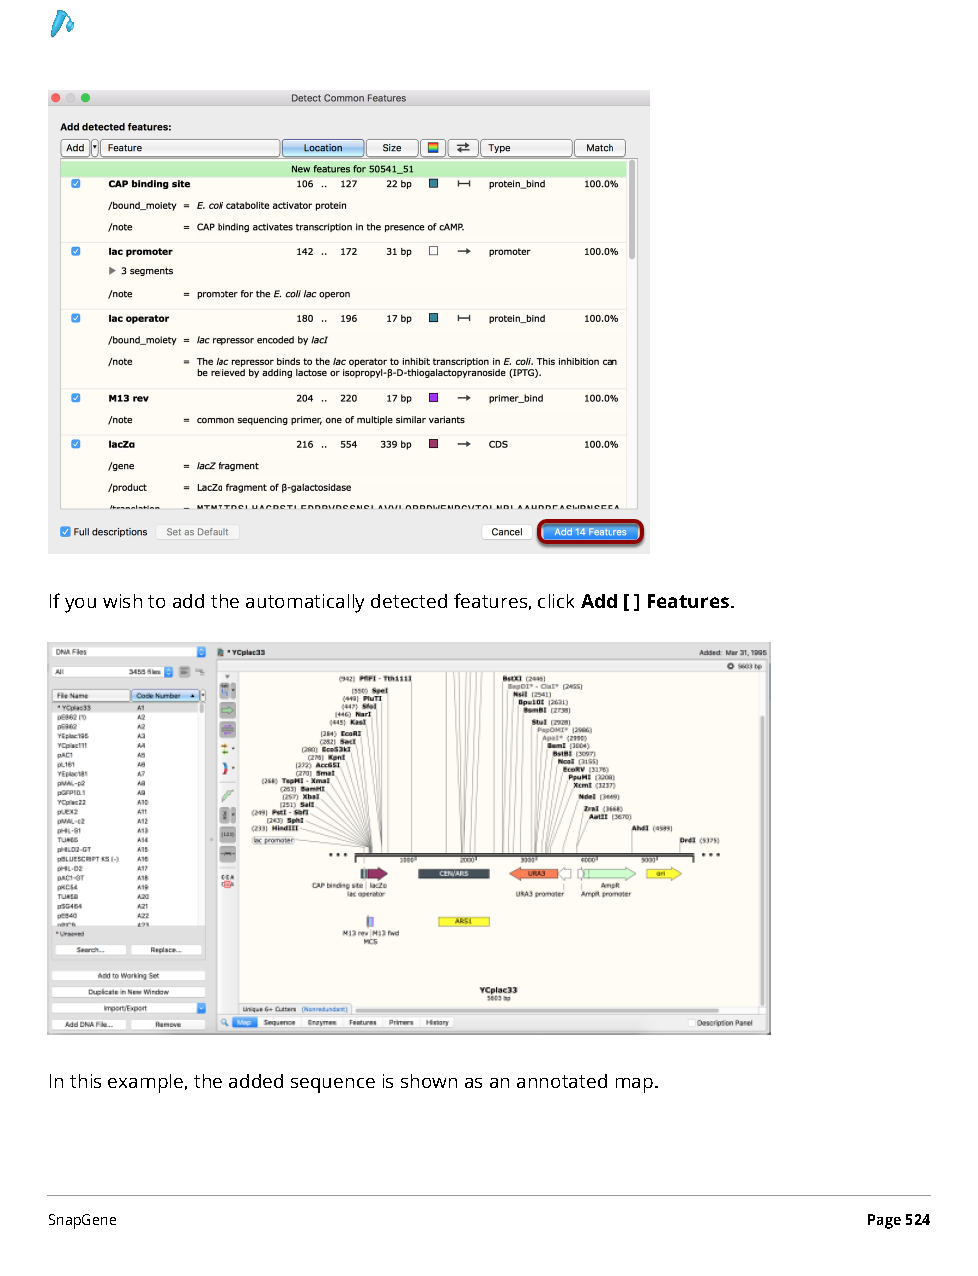 Detect Common Features
Add detected features:
Add Feature Location Size Type Match
New features for 50541_51
CAP binding site 106 .. 127 22 bp protein_bind 100.0%
/bound_moiety = E. coli catabolite activator protein
/note = CAP binding activates transcription in the presence of cAMP.
lac promoter 142 .. 172 31 bp promoter 100.0%
3 segments
/note = promoter for the E. coli lac operon
lac operator 180 .. 196 17 bp protein_bind 100.0%
/bound_moiety = lac repressor encoded by lacI
/note = The lac repressor binds to the lac operator to inhibit transcription in E. coli. This inhibition can
be relieved by adding lactose or isopropyl-β-D-thiogalactopyranoside (IPTG).
M13 rev 204 .. 220 17 bp primer_bind 100.0%
/note = common sequencing primer, one of multiple similar variants
lacZα 216 .. 554 339 bp CDS 100.0%
/gene = lacZ fragment
/product = LacZα fragment of β-galactosidase
/translation =
Full descriptions Set as Default Cancel Add 14 Features
If you wish to add the automatically detected features, click Add [ ] Features.
DNA Files
All 3455 files
File Name Code Number
* YCplac33 A1
pEB62 (1) A2
pEB62 A2
YEplac195 A3
YCplac111 A4
pAC1 A5
pL161 A6
YEplac181 A7
pMAL-p2 A8
pGFP10.1 A9
YCplac22 A10
pUEX2 A11
pMAL-c2 A12
pHIL-S1 A13
TU#65 A14
pHILD2-GT A15
pBLUESCRIPT KS (-) A16
pHIL-D2 A17
pAC1-GT A18
pKC54 A19
TU#58 A20
pSG464 A21
pEB40 A22
A23
* Unsaved
Search... Replace...
Add to Working Set
Duplicate in New Window
Import/Export
Add DNA File... Remove
* YCplac33 Added: Mar 31, 1995
5603 bp
(942) PflFI - Tth111I
(550) SpeI
(449) PluTI
(447) SfoI
(446) NarI
(445) KasI
(284) EcoRI
(282) SacI
(280) Eco53kI
(276) KpnI
(272) Acc65I
(270) SmaI
(268) TspMI - XmaI
(263) BamHI
(257) XbaI
(251) SalI
(249) PstI - SbfI
(243) SphI
(233) HindIII
lac promoter
BstXI (2446)
BspDI* - ClaI* (2455)
NsiI (2541)
Bpu10I (2631)
BsmBI (2738)
StuI (2928)
PspOMI* (2986)
ApaI* (2990)
BsmI (3004)
BstBI (3097)
NcoI (3155)
EcoRV (3176)
PpuMI (3208)
XcmI (3237)
NdeI (3449)
ZraI (3668)
AatII (3670)
AhdI (4589)
DrdI (5375)
1000 2000 3000 4000 5000
CEN/ARS URA3 ori
CAP binding site lacZα URA3 promoter AmpR
lac operator AmpR promoter
ARS1
M13 rev M13 fwd
MCS
YCplac33
5603 bp
Unique 6+ Cutters (Nonredundant)
Map Sequence Enzymes Features Primers History Description Panel
In this example, the added sequence is shown as an annotated map.
SnapGene Page 524